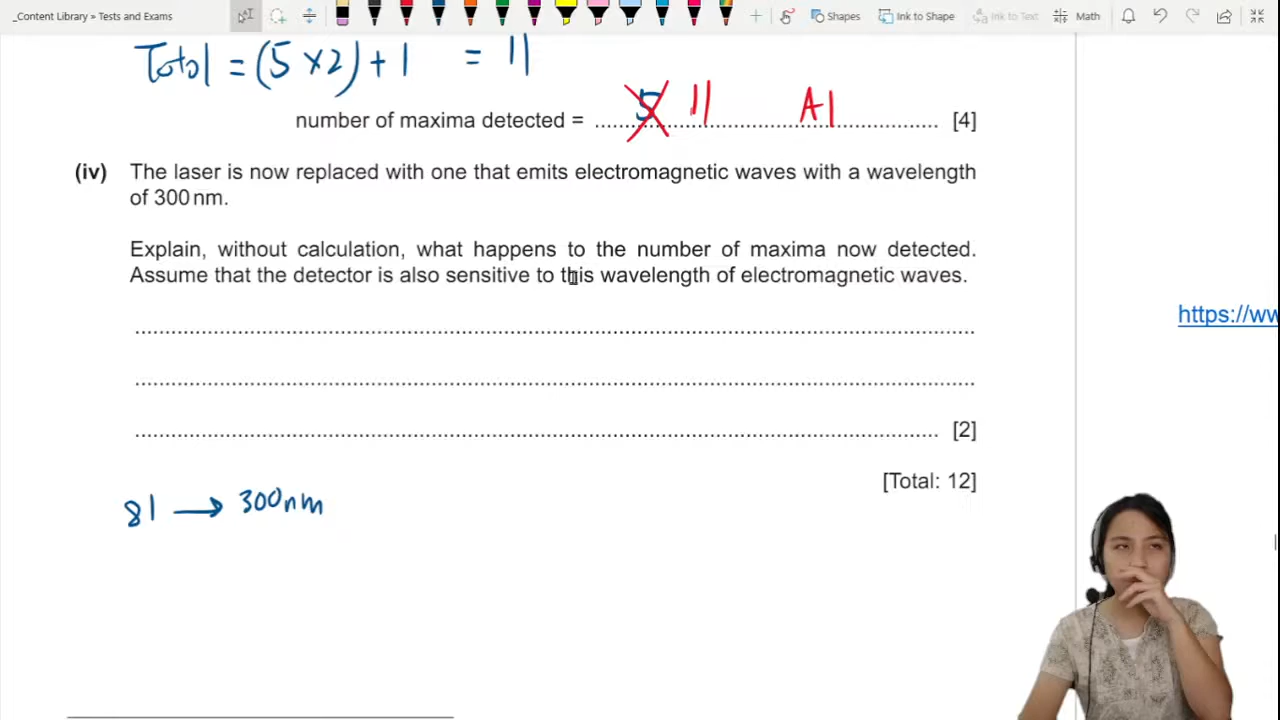 _Content Library » Tests and Exams
Shapes
Ink to Shape
Ink to Text
Math
Total = (5 × 2) + 1 = 11
number of maxima detected = 5 11 A1 [4]
(iv) The laser is now replaced with one that emits electromagnetic waves with a wavelength
of 300 nm.
Explain, without calculation, what happens to the number of maxima now detected.
Assume that the detector is also sensitive to this wavelength of electromagnetic waves.
https://ww
[2]
[Total: 12]
81 → 300nm